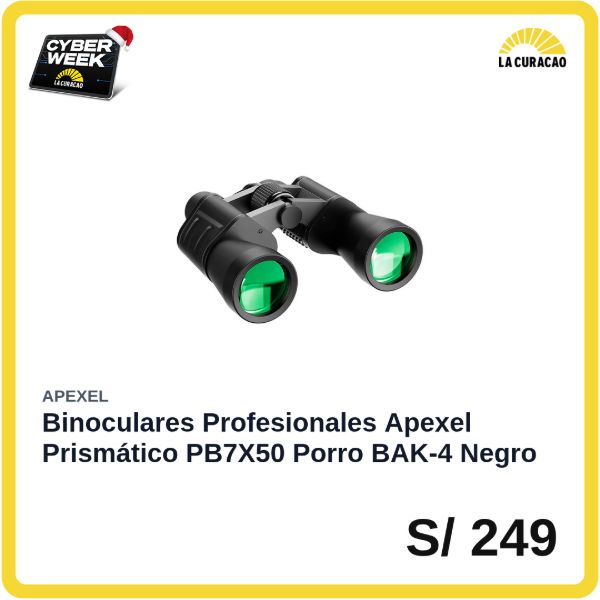 CYBER
WEEK
LA CURACAO
LA CURACAO
APEXEL
Binoculares Profesionales Apexel
Prismático PB7X50 Porro BAK-4 Negro
S/ 249